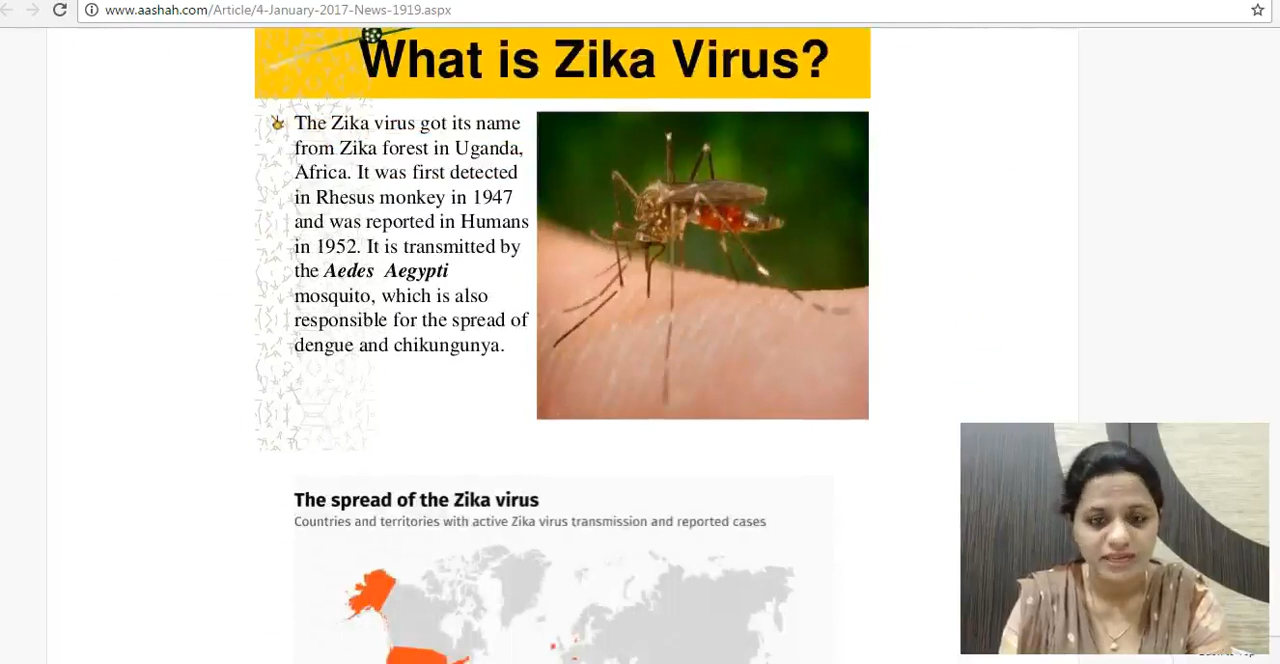 www.aashah.com/Article/4-January-2017-News-1919.aspx
What is Zika Virus?
The Zika virus got its name
from Zika forest in Uganda,
Africa. It was first detected
in Rhesus monkey in 1947
and was reported in Humans
in 1952. It is transmitted by
the Aedes Aegypti
mosquito, which is also
responsible for the spread of
dengue and chikungunya.
The spread of the Zika virus
Countries and territories with active Zika virus transmission and reported cases